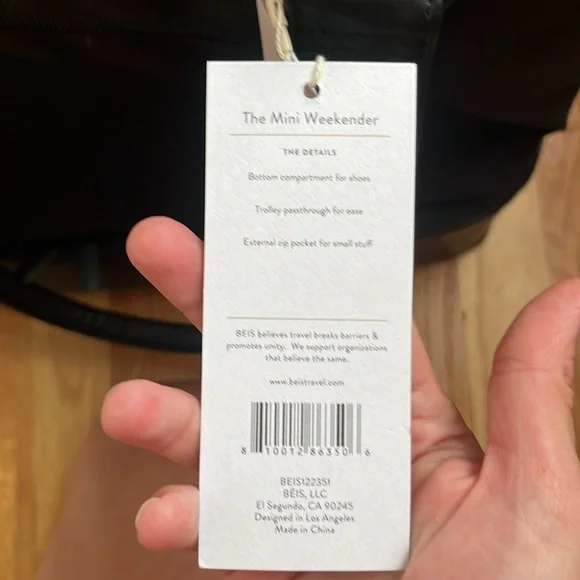 The Mini Weekender
THE DETAILS
Bottom compartment for shoes
Trolley passthrough for ease
External zip pocket for small stuff
BEIS believes travel breaks barriers &
promotes unity. We support organizations
that believe the same.
www.beistravel.com
8 10012 86350 6
BEIS122351
BÉIS, LLC
El Segundo, CA 90245
Designed in Los Angeles
Made in China